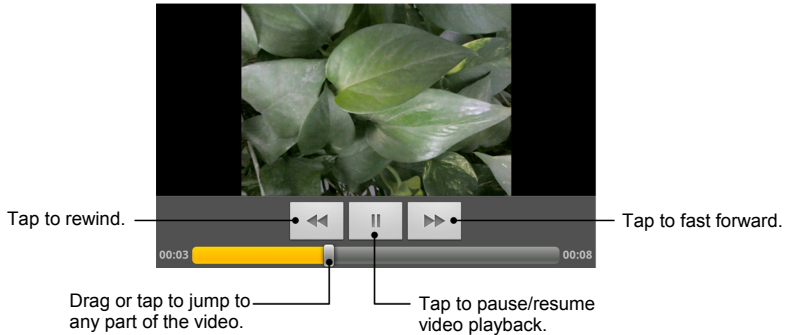 Tap to rewind.
Tap to fast forward.
00:03
00:08
Drag or tap to jump to
any part of the video.
Tap to pause/resume
video playback.